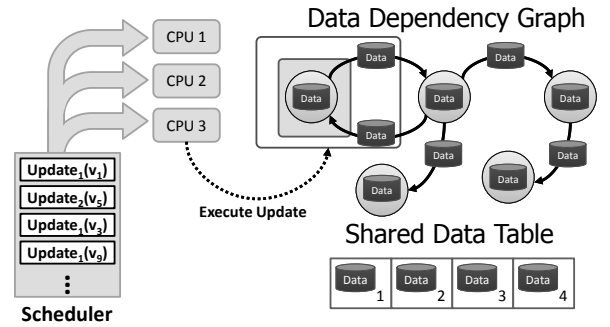 Data Dependency Graph
CPU 1
CPU 2
CPU 3
Data
Data
Data
Data
Data
Data
Data
Data
Data
Data
Execute Update
Update₁(v₁)
Update₂(v₅)
Update₁(v₃)
Update₁(v₉)
Scheduler
Shared Data Table
Data 1
Data 2
Data 3
Data 4